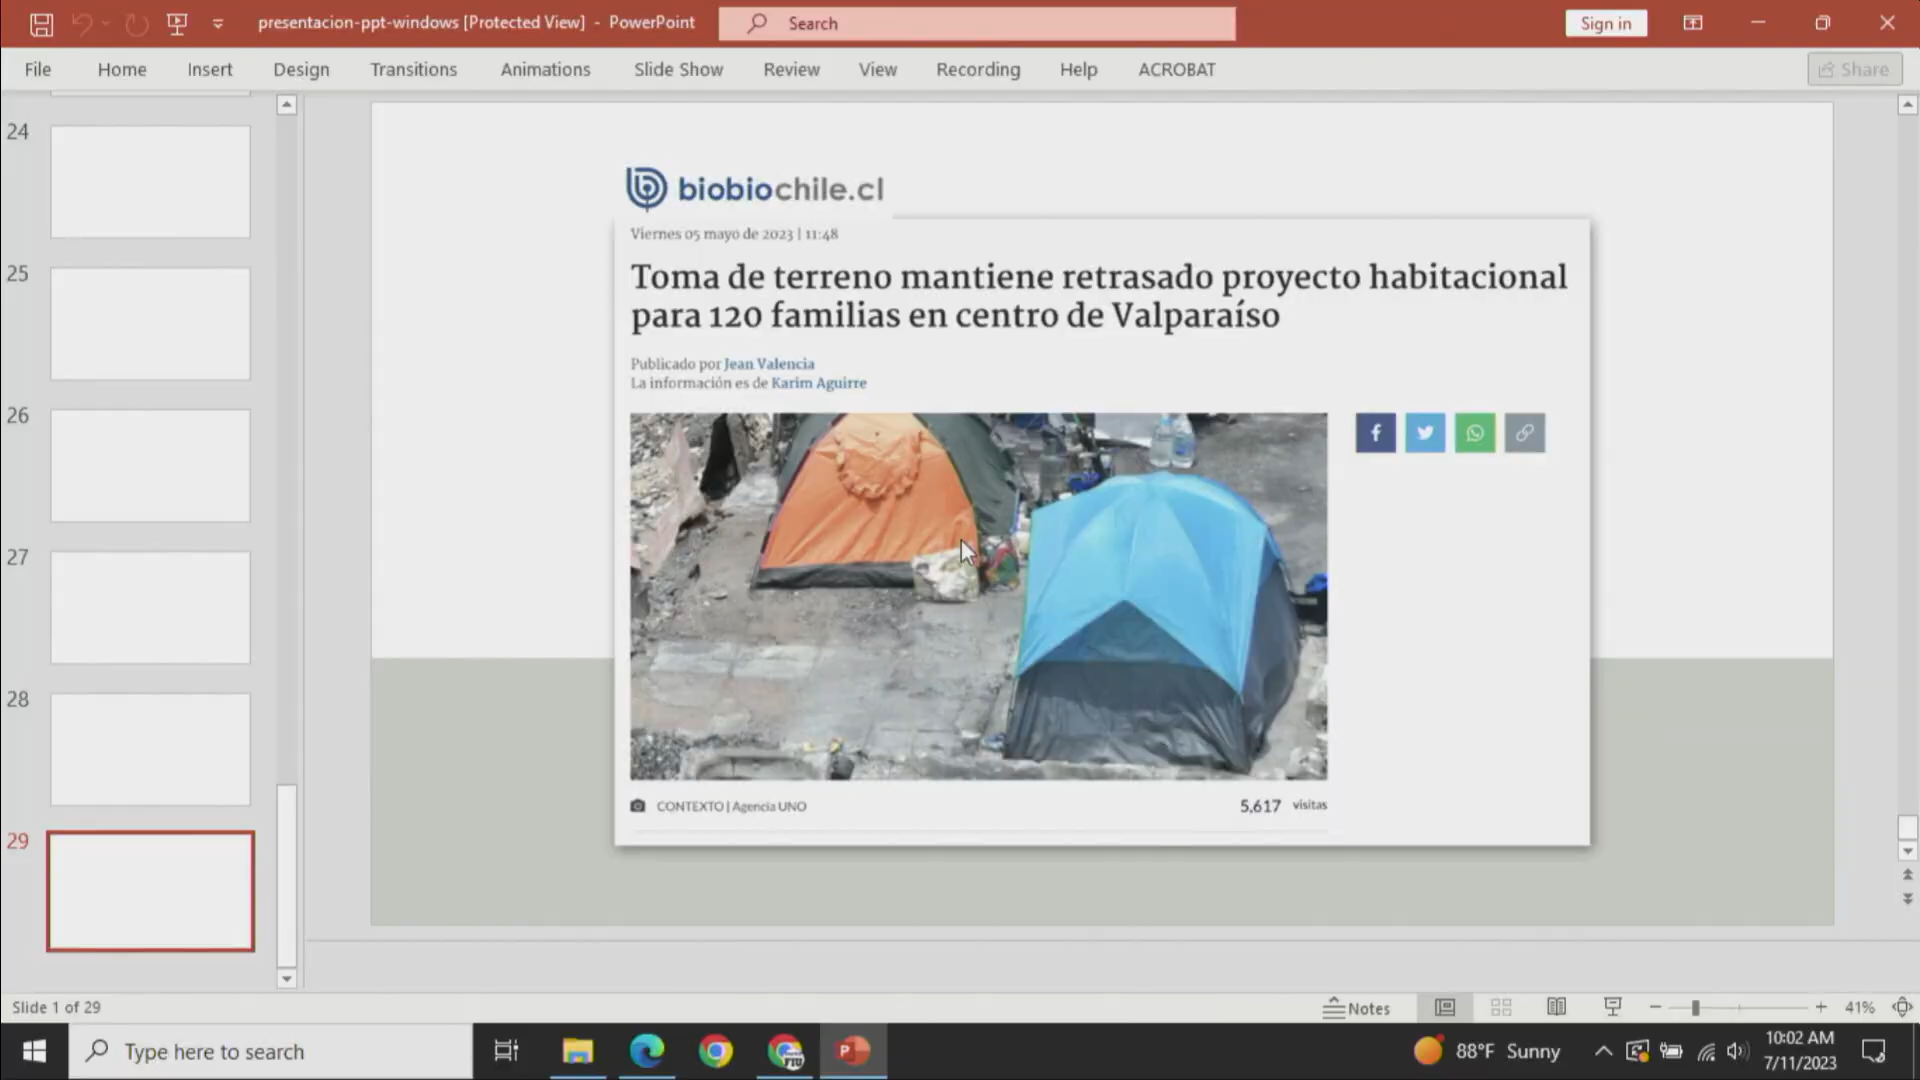 presentacion-ppt-windows [Protected View] - PowerPoint
Search
Sign in
File Home Insert Design Transitions Animations Slide Show Review View Recording Help ACROBAT
Share
24
25
26
27
28
29
biobiochile.cl
Viernes 05 mayo de 2023 | 11:48
Toma de terreno mantiene retrasado proyecto habitacional
para 120 familias en centro de Valparaíso
Publicado por Jean Valencia
La información es de Karim Aguirre
CONTEXTO | Agencia UNO
5,617 visitas
Slide 1 of 29
Notes
41%
Type here to search
FIU
88°F Sunny
10:02 AM
7/11/2023